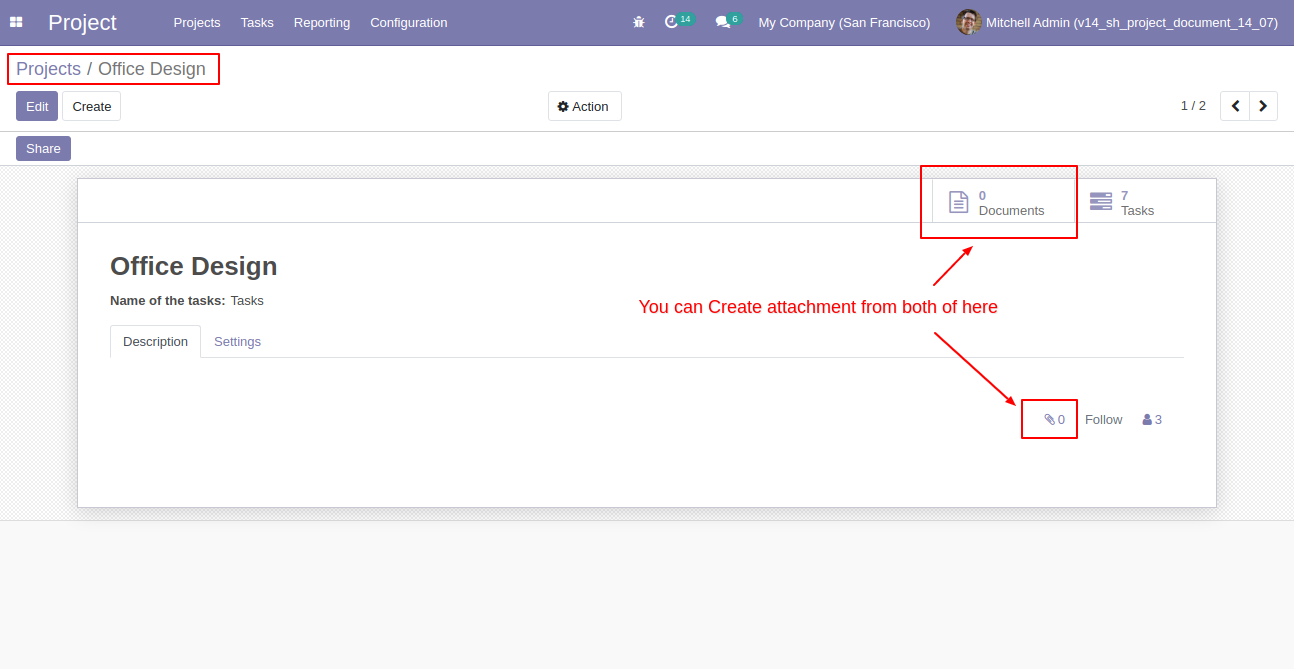 Project Projects Tasks Reporting Configuration 14 6 My Company (San Francisco) Mitchell Admin (v14_sh_project_document_14_07)
Projects / Office Design
Edit Create Action 1 / 2
Share
0
Documents
7
Tasks
Office Design
Name of the tasks: Tasks
You can Create attachment from both of here
Description Settings
0 Follow 3